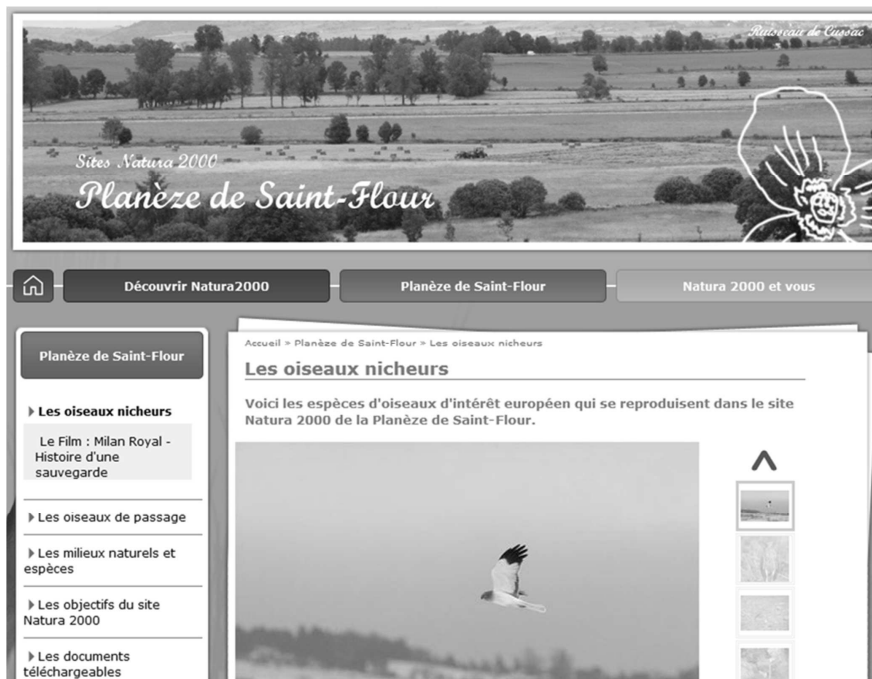 Ruisseau de Cussac
Sites Natura 2000
Planèze de Saint-Flour
Découvrir Natura2000
Planèze de Saint-Flour
Natura 2000 et vous
Planèze de Saint-Flour
Les oiseaux nicheurs
Le Film : Milan Royal -
Histoire d'une
sauvegarde
Les oiseaux de passage
Les milieux naturels et
espèces
Les objectifs du site
Natura 2000
Les documents
téléchargeables
Accueil » Planèze de Saint-Flour » Les oiseaux nicheurs
Les oiseaux nicheurs
Voici les espèces d'oiseaux d'intérêt européen qui se reproduisent dans le site
Natura 2000 de la Planèze de Saint-Flour.